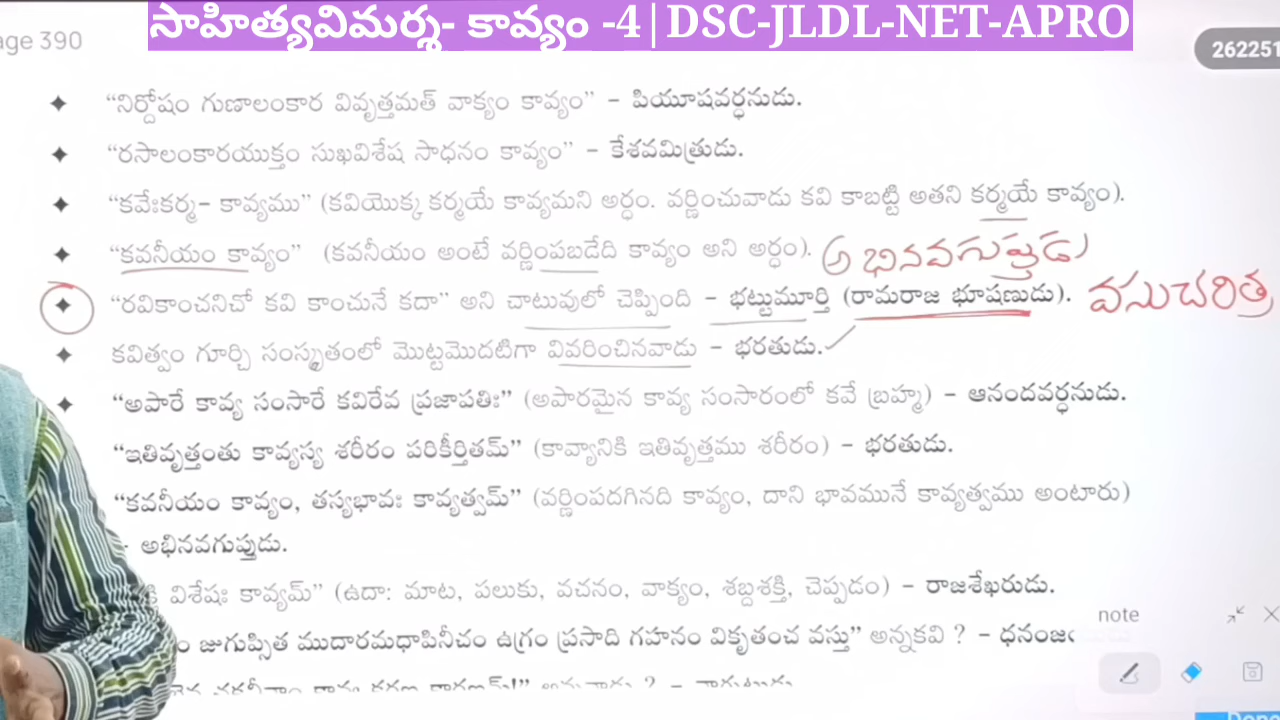 సాహిత్యవిమర్శ- కావ్యం -4|DSC-JLDL-NET-APRO
age 390
262251
✦ “నిర్దోషం గుణాలంకార వివృత్తమత్ వాక్యం కావ్యం” – పియూషవర్ధనుడు.
✦ “రసాలంకారయుక్తం సుఖవిశేష సాధనం కావ్యం” – కేశవమిత్రుడు.
✦ “కవేఃకర్మ– కావ్యము” (కవియొక్క కర్మయే కావ్యమని అర్థం. వర్ణించువాడు కవి కాబట్టి అతని కర్మయే కావ్యం).
✦ “కవనీయం కావ్యం” (కవనీయం అంటే వర్ణింపబడేది కావ్యం అని అర్థం). అభినవగుప్తుడు
✦ “రవికాంచనిచో కవి కాంచునే కదా” అని చాటువులో చెప్పింది – భట్టుమూర్తి (రామరాజ భూషణుడు). వసుచరిత్ర
✦ కవిత్వం గూర్చి సంస్కృతంలో మొట్టమొదటిగా వివరించినవాడు – భరతుడు.
✦ “అపారే కావ్య సంసారే కవిరేవ ప్రజాపతిః” (అపారమైన కావ్య సంసారంలో కవే బ్రహ్మ) – ఆనందవర్ధనుడు.
“ఇతివృత్తంతు కావ్యస్య శరీరం పరికీర్తితమ్” (కావ్యానికి ఇతివృత్తము శరీరం) – భరతుడు.
“కవనీయం కావ్యం, తస్యభావః కావ్యత్వమ్” (వర్ణింపదగినది కావ్యం, దాని భావమునే కావ్యత్వము అంటారు)
– అభినవగుప్తుడు.
విశేషః కావ్యమ్” (ఉదా: మాట, పలుకు, వచనం, వాక్యం, శబ్దశక్తి, చెప్పడం) – రాజశేఖరుడు.
note
జుగుప్సిత ముదారమధాపినీచం ఉగ్రం ప్రసాది గహనం వికృతంచ వస్తు” అన్నకవి ? – ధనంజ